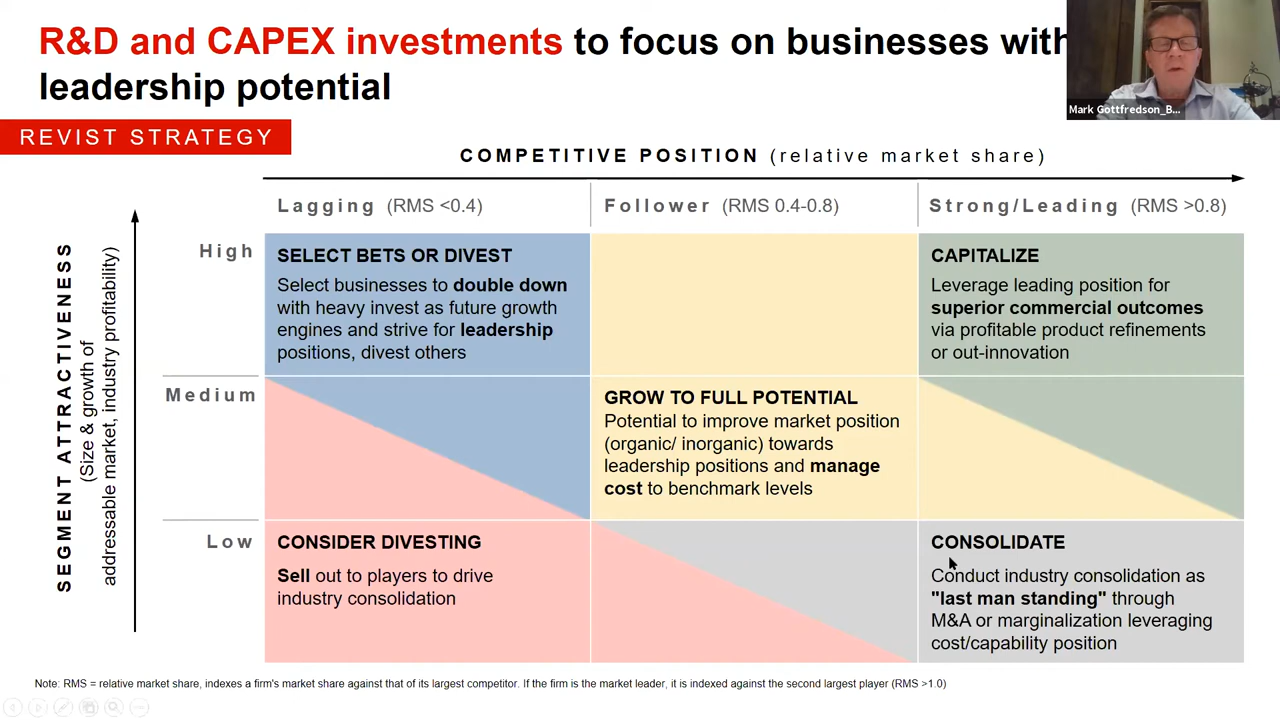 R&D and CAPEX investments to focus on businesses with
leadership potential
Mark Gottfredson_B...
REVIST STRATEGY
COMPETITIVE POSITION (relative market share)
Lagging (RMS <0.4)
Follower (RMS 0.4-0.8)
Strong/Leading (RMS >0.8)
SEGMENT ATTRACTIVENESS
(Size & growth of
addressable market, industry profitability)
High
SELECT BETS OR DIVEST
Select businesses to double down
with heavy invest as future growth
engines and strive for leadership
positions, divest others
CAPITALIZE
Leverage leading position for
superior commercial outcomes
via profitable product refinements
or out-innovation
Medium
GROW TO FULL POTENTIAL
Potential to improve market position
(organic/ inorganic) towards
leadership positions and manage
cost to benchmark levels
Low
CONSIDER DIVESTING
Sell out to players to drive
industry consolidation
CONSOLIDATE
Conduct industry consolidation as
"last man standing" through
M&A or marginalization leveraging
cost/capability position
Note: RMS = relative market share, indexes a firm's market share against that of its largest competitor. If the firm is the market leader, it is indexed against the second largest player (RMS >1.0)